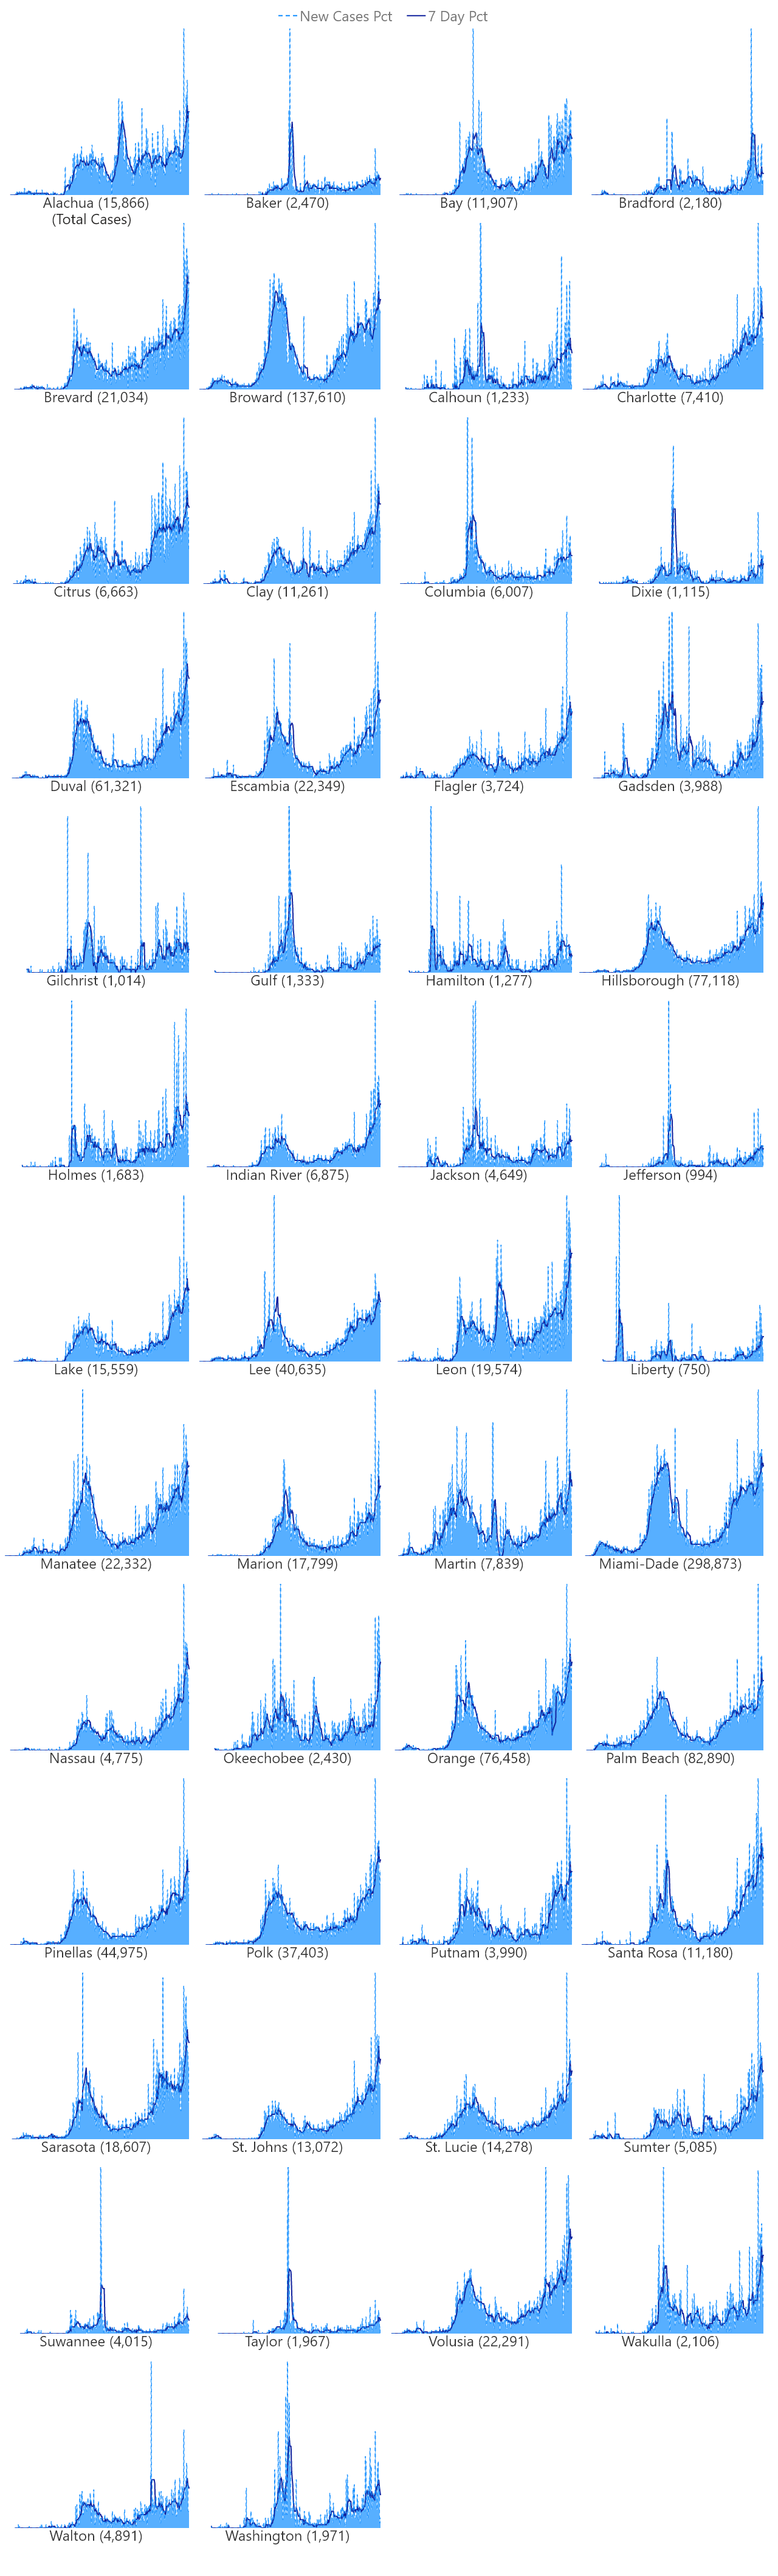 New Cases Pct 7 Day Pct
Alachua (15,866) Baker (2,470) Bay (11,907) Bradford (2,180)
(Total Cases)
Brevard (21,034) Broward (137,610) Calhoun (1,233) Charlotte (7,410)
Citrus (6,663) Clay (11,261) Columbia (6,007) Dixie (1,115)
Duval (61,321) Escambia (22,349) Flagler (3,724) Gadsden (3,988)
Gilchrist (1,014) Gulf (1,333) Hamilton (1,277) Hillsborough (77,118)
Holmes (1,683) Indian River (6,875) Jackson (4,649) Jefferson (994)
Lake (15,559) Lee (40,635) Leon (19,574) Liberty (750)
Manatee (22,332) Marion (17,799) Martin (7,839) Miami-Dade (298,873)
Nassau (4,775) Okeechobee (2,430) Orange (76,458) Palm Beach (82,890)
Pinellas (44,975) Polk (37,403) Putnam (3,990) Santa Rosa (11,180)
Sarasota (18,607) St. Johns (13,072) St. Lucie (14,278) Sumter (5,085)
Suwannee (4,015) Taylor (1,967) Volusia (22,291) Wakulla (2,106)
Walton (4,891) Washington (1,971)